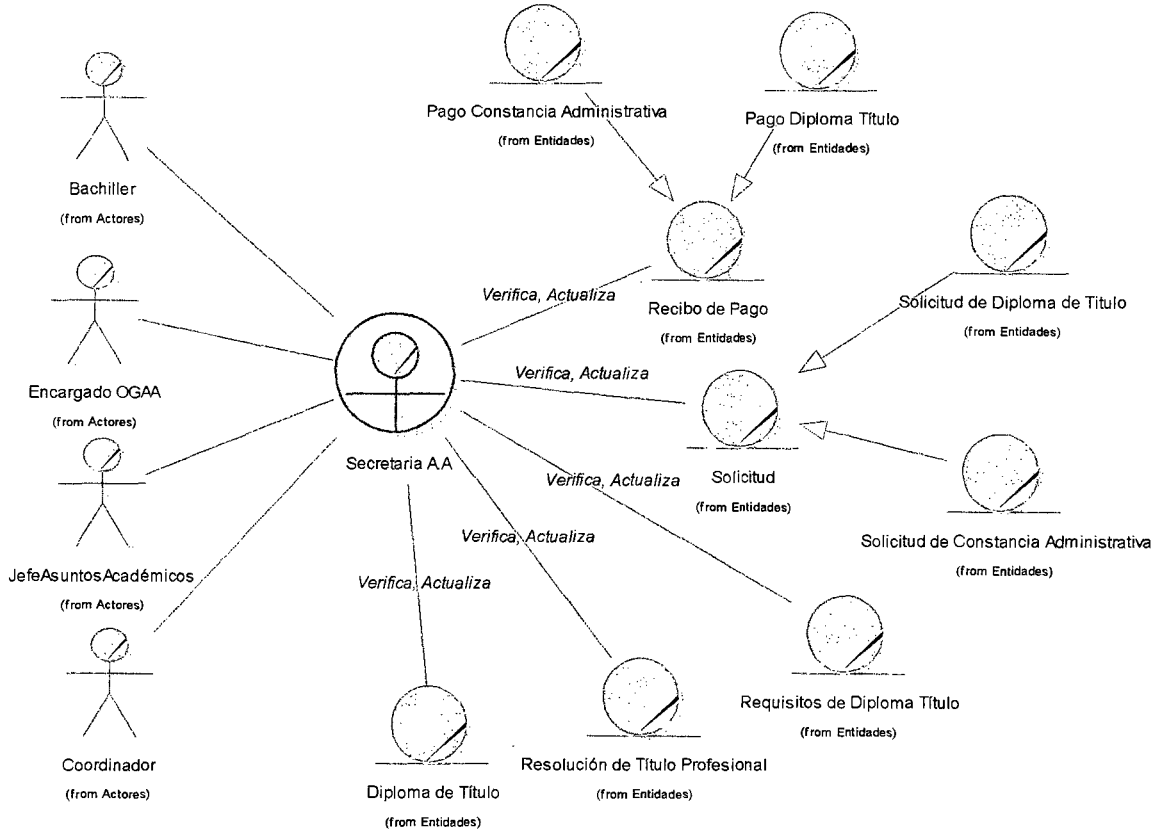 Pago Constancia Administrativa
(from Entidades)
Pago Diploma Título
(from Entidades)
Bachiller
(from Actores)
Verifica, Actualiza
Recibo de Pago
(from Entidades)
Solicitud de Diploma de Titulo
(from Entidades)
Encargado OGAA
(from Actores)
Verifica, Actualiza
Secretaria A.A
Solicitud
(from Entidades)
Verifica, Actualiza
Solicitud de Constancia Administrativa
(from Entidades)
Verifica, Actualiza
JefeAsuntosAcadémicos
(from Actores)
Verifica, Actualiza
Requisitos de Diploma Título
(from Entidades)
Coordinador
(from Actores)
Resolución de Título Profesional
(from Entidades)
Diploma de Título
(from Entidades)